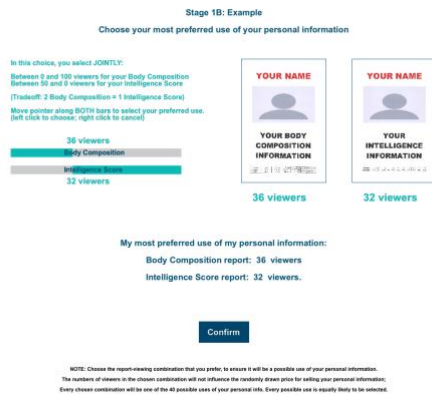 Stage 1B: Example
Choose your most preferred use of your personal information
In this choice, you select JOINTLY:
Between 0 and 100 viewers for your Body Composition
Between 50 and 0 viewers for your Intelligence Score
(Tradeoff: 2 Body Composition = 1 Intelligence Score)
Move pointer along BOTH bars to select your preferred use.
(left click to choose; right click to cancel)
36 viewers
Body Composition
Intelligence Score
32 viewers
YOUR NAME
YOUR BODY
COMPOSITION
INFORMATION
36 viewers
YOUR NAME
YOUR
INTELLIGENCE
INFORMATION
32 viewers
My most preferred use of my personal information:
Body Composition report: 36 viewers
Intelligence Score report: 32 viewers.
Confirm
NOTE: Choose the report-viewing combination that you prefer, to ensure it will be a possible use of your personal information.
The numbers of viewers in the chosen combination will not influence the randomly drawn price for selling your personal information;
Every chosen combination will be one of the 40 possible uses of your personal info. Every possible use is equally likely to be selected.